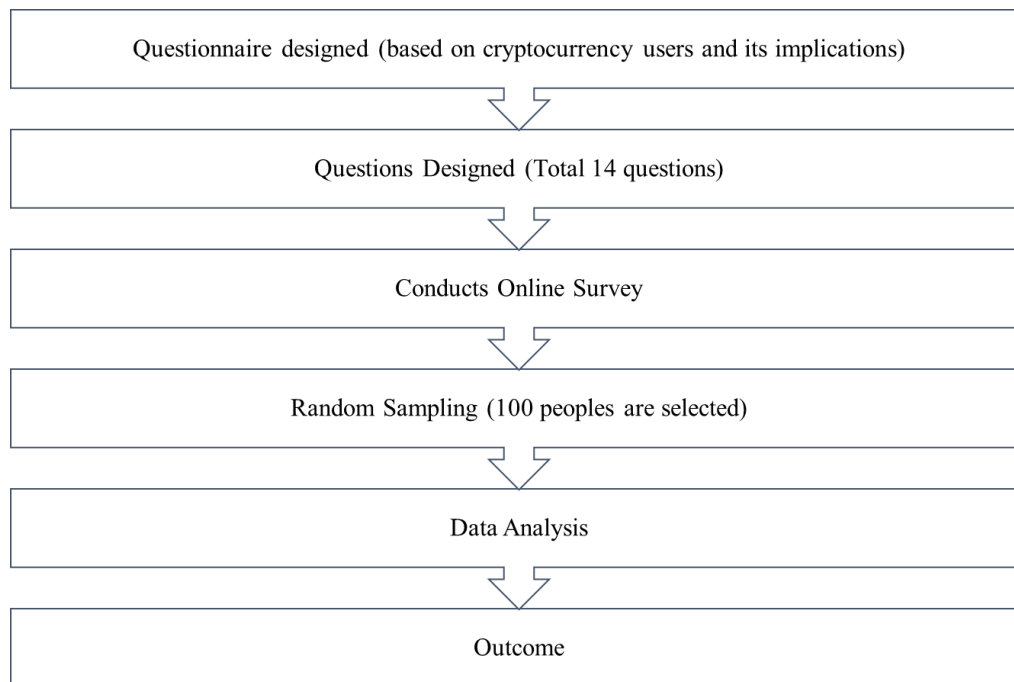 Questionnaire designed (based on cryptocurrency users and its implications)
Questions Designed (Total 14 questions)
Conducts Online Survey
Random Sampling (100 peoples are selected)
Data Analysis
Outcome